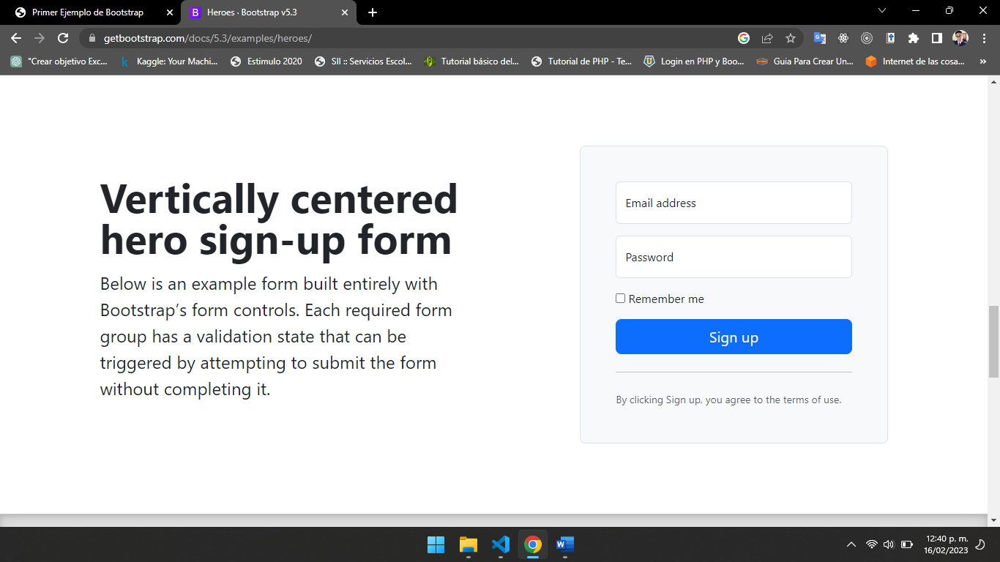 Primer Ejemplo de Bootstrap
Heroes · Bootstrap v5.3
getbootstrap.com/docs/5.3/examples/heroes/
"Crear objetivo Exc...
Kaggle: Your Machi...
Estimulo 2020
SII :: Servicios Escol...
Tutorial básico del...
Tutorial de PHP - Te...
Login en PHP y Boo...
Guia Para Crear Un...
Internet de las cosa...
»
Vertically centered
hero sign-up form
Below is an example form built entirely with
Bootstrap’s form controls. Each required form
group has a validation state that can be
triggered by attempting to submit the form
without completing it.
Email address
Password
Remember me
Sign up
By clicking Sign up, you agree to the terms of use.
12:40 p. m.
16/02/2023